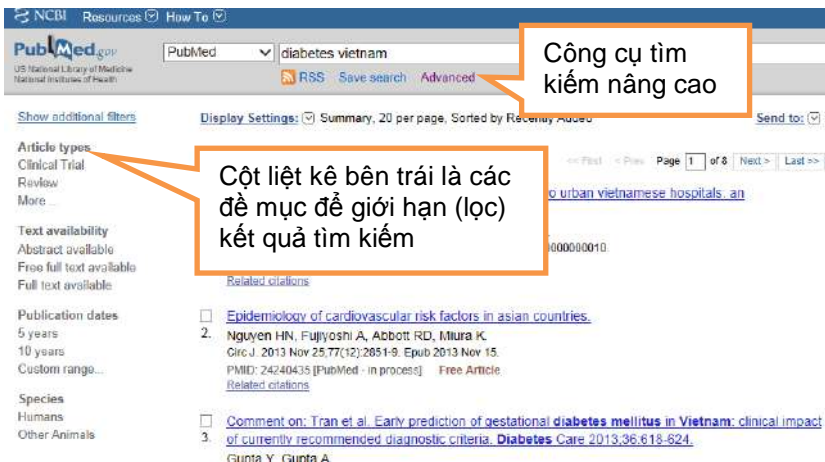 NCBI Resources How To
PubMed.gov
US National Library of Medicine
National Institutes of Health
PubMed
diabetes vietnam
RSS Save search Advanced
Công cụ tìm
kiếm nâng cao
Show additional filters
Display Settings: Summary, 20 per page, Sorted by Recently Added
Send to:
Article types
Clinical Trial
Review
More ...
<< First < Prev Page 1 of 8 Next > Last >>
Cột liệt kê bên trái là các
đề mục để giới hạn (lọc)
kết quả tìm kiếm
o urban vietnamese hospitals: an
0000000010.
Related citations
Text availability
Abstract available
Free full text available
Full text available
Publication dates
5 years
10 years
Custom range...
Species
Humans
Other Animals
Epidemiology of cardiovascular risk factors in asian countries.
2. Nguyen HN, Fujiyoshi A, Abbott RD, Miura K.
Circ J. 2013 Nov 25;77(12):2851-9. Epub 2013 Nov 15.
PMID: 24240435 [PubMed - in process] Free Article
Related citations
Comment on: Tran et al. Early prediction of gestational diabetes mellitus in Vietnam: clinical impact
3. of currently recommended diagnostic criteria. Diabetes Care 2013;36:618-624.
Gupta Y, Gupta A.